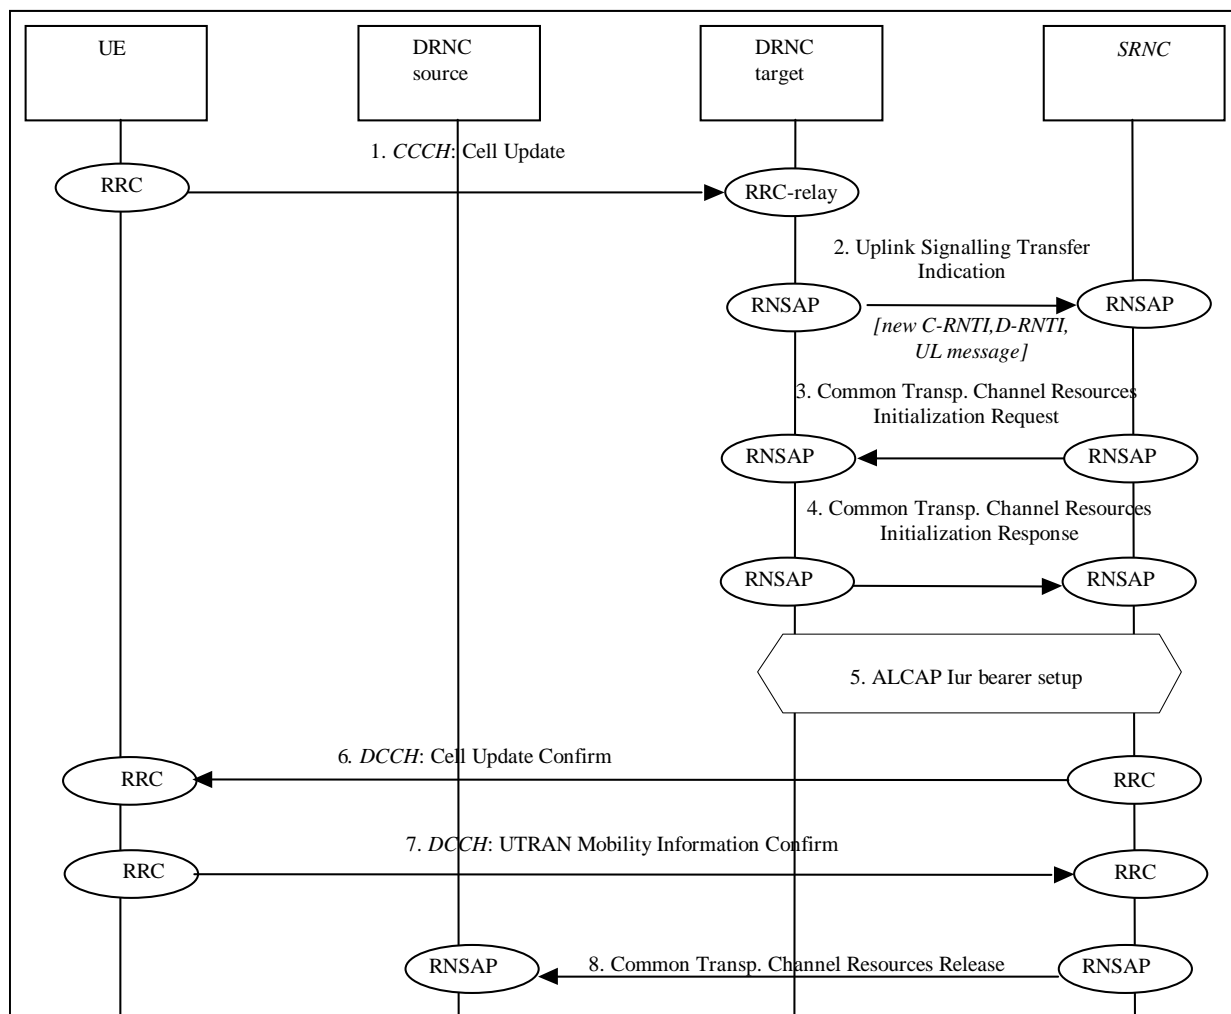 UE
DRNC
source
DRNC
target
SRNC
1. CCCH: Cell Update
RRC
RRC-relay
2. Uplink Signalling Transfer
Indication
RNSAP
RNSAP
[new C-RNTI,D-RNTI,
UL message]
3. Common Transp. Channel Resources
Initialization Request
RNSAP
RNSAP
4. Common Transp. Channel Resources
Initialization Response
RNSAP
RNSAP
5. ALCAP Iur bearer setup
6. DCCH: Cell Update Confirm
RRC
RRC
7. DCCH: UTRAN Mobility Information Confirm
RRC
RRC
RNSAP
8. Common Transp. Channel Resources Release
RNSAP